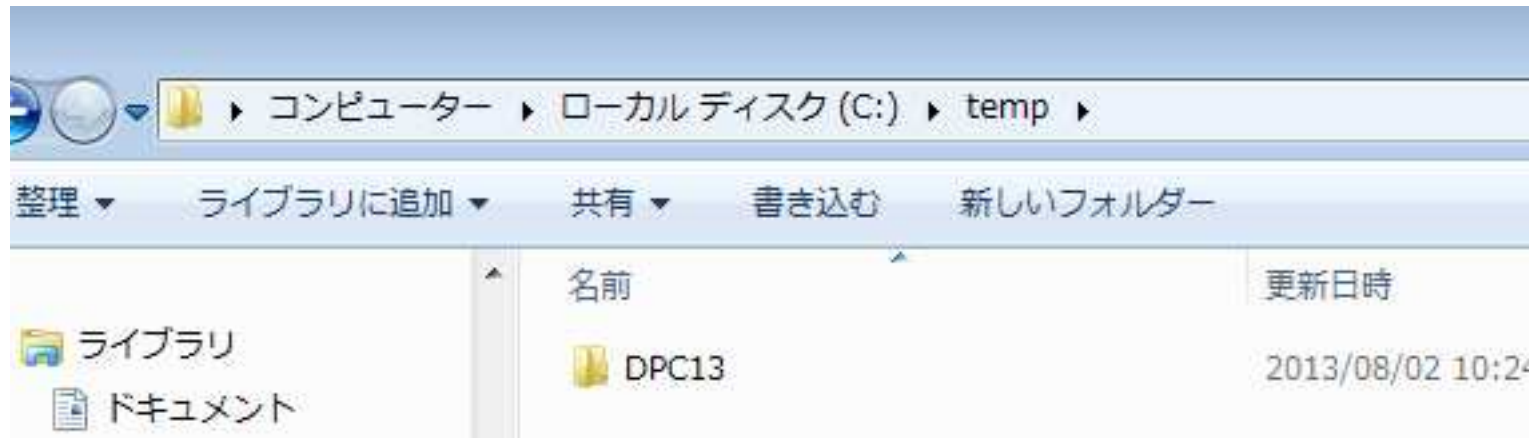 コンピューター ローカル ディスク (C:) temp
整理 ライブラリに追加 共有 書き込む 新しいフォルダー
名前 更新日時
ライブラリ
DPC13 2013/08/02 10:24
ドキュメント